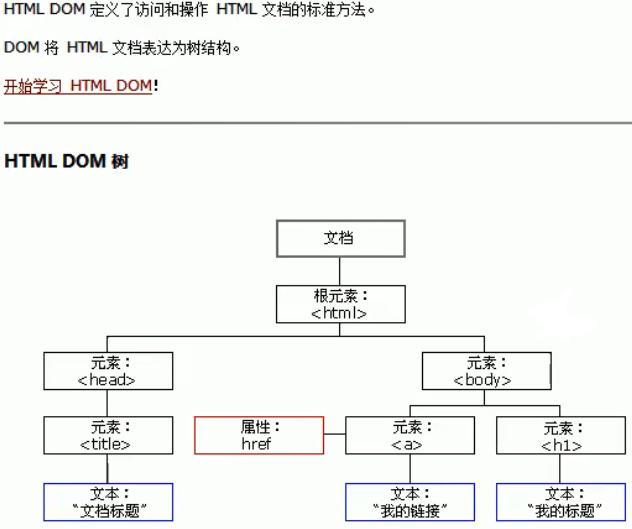 HTML DOM 定义了访问和操作 HTML 文档的标准方法。
DOM 将 HTML 文档表达为树结构。
开始学习 HTML DOM!
HTML DOM 树
文档
根元素：
<html>
元素：
<head>
元素：
<body>
元素：
<title>
属性：
href
元素：
<a>
元素：
<h1>
文本：
“文档标题”
文本：
“我的链接”
文本：
“我的标题”